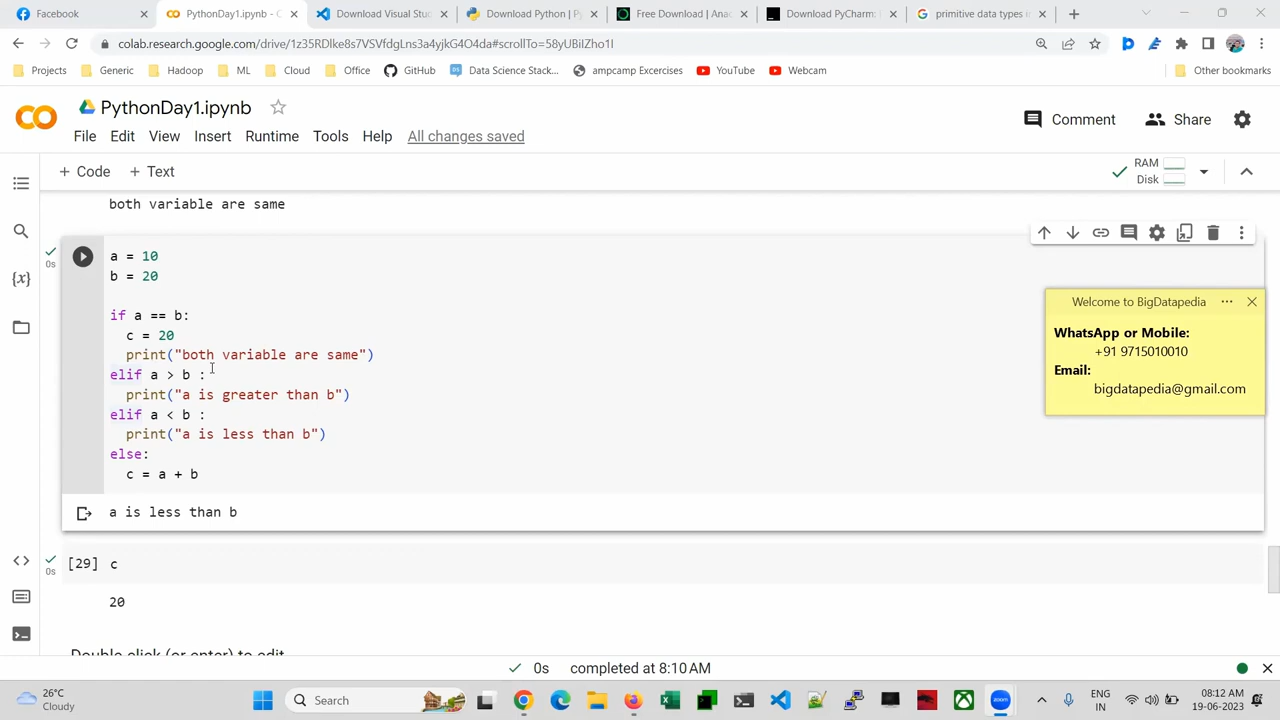 Facebook
PythonDay1.ipynb - C
Download Visual Stu
Download Python | Py
Free Download | Ana
Download PyCharm:
primitive data types i
colab.research.google.com/drive/1z35RDlke8s7VSVfdgLns3a4yjkG4O4da#scrollTo=58yUBiIZho1l
Projects Generic Hadoop ML Cloud Office GitHub Data Science Stack... ampcamp Excercises YouTube Webcam Other bookmarks
PythonDay1.ipynb
Comment Share
File Edit View Insert Runtime Tools Help All changes saved
+ Code + Text
RAM
Disk
both variable are same
a = 10
0s
b = 20
if a == b:
c = 20
print("both variable are same")
elif a > b :
print("a is greater than b")
elif a < b :
print("a is less than b")
else:
c = a + b
a is less than b
Welcome to BigDatapedia ...
WhatsApp or Mobile:
+91 9715010010
Email:
bigdatapedia@gmail.com
[29] c
0s
20
Double click (or enter) to edit
0s completed at 8:10 AM
26°C
Cloudy
Search
ENG
IN
08:12 AM
19-06-2023
zoom